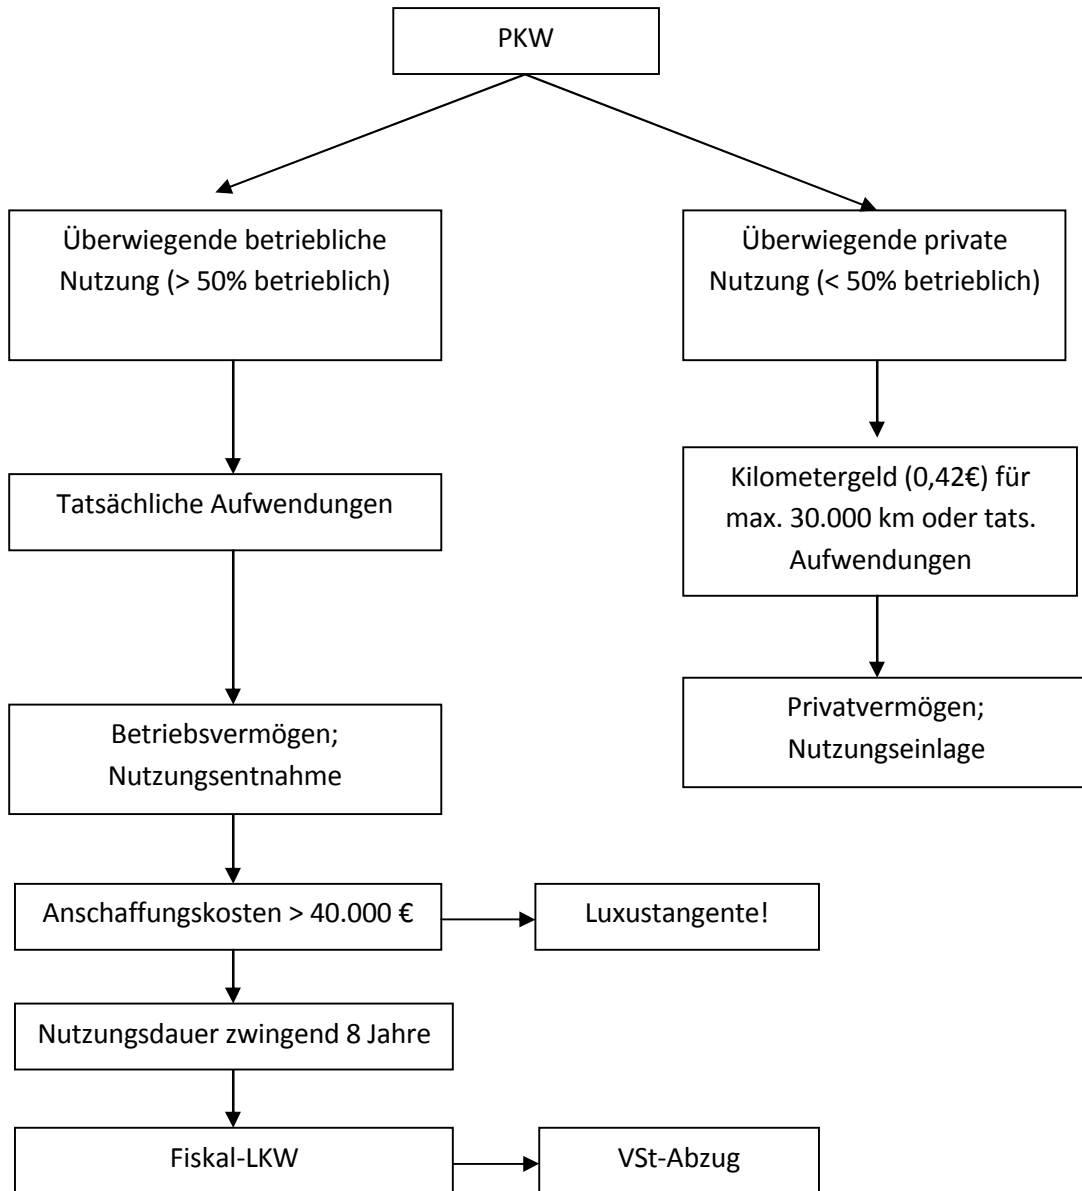 PKW
Überwiegende betriebliche
Nutzung (> 50% betrieblich)
Überwiegende private
Nutzung (< 50% betrieblich)
Tatsächliche Aufwendungen
Kilometergeld (0,42€) für
max. 30.000 km oder tats.
Aufwendungen
Betriebsvermögen;
Nutzungsentnahme
Privatvermögen;
Nutzungseinlage
Anschaffungskosten > 40.000 €
Luxustangente!
Nutzungsdauer zwingend 8 Jahre
Fiskal-LKW
VSt-Abzug